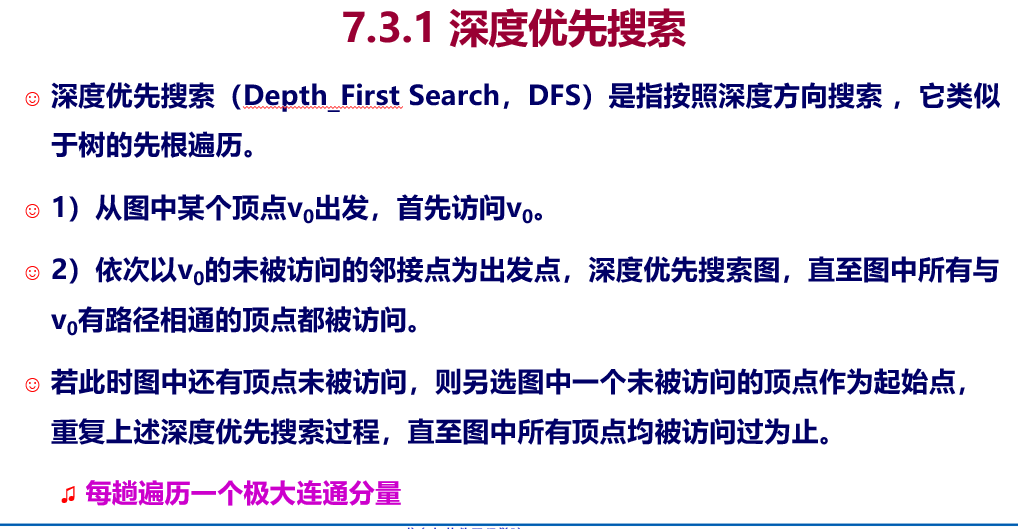 7.3.1 深度优先搜索
深度优先搜索（Depth_First Search，DFS）是指按照深度方向搜索 ，它类似
于树的先根遍历。
1）从图中某个顶点v₀出发，首先访问v₀。
2）依次以v₀的未被访问的邻接点为出发点，深度优先搜索图，直至图中所有与
v₀有路径相通的顶点都被访问。
若此时图中还有顶点未被访问，则另选图中一个未被访问的顶点作为起始点，
重复上述深度优先搜索过程，直至图中所有顶点均被访问过为止。
每趟遍历一个极大连通分量